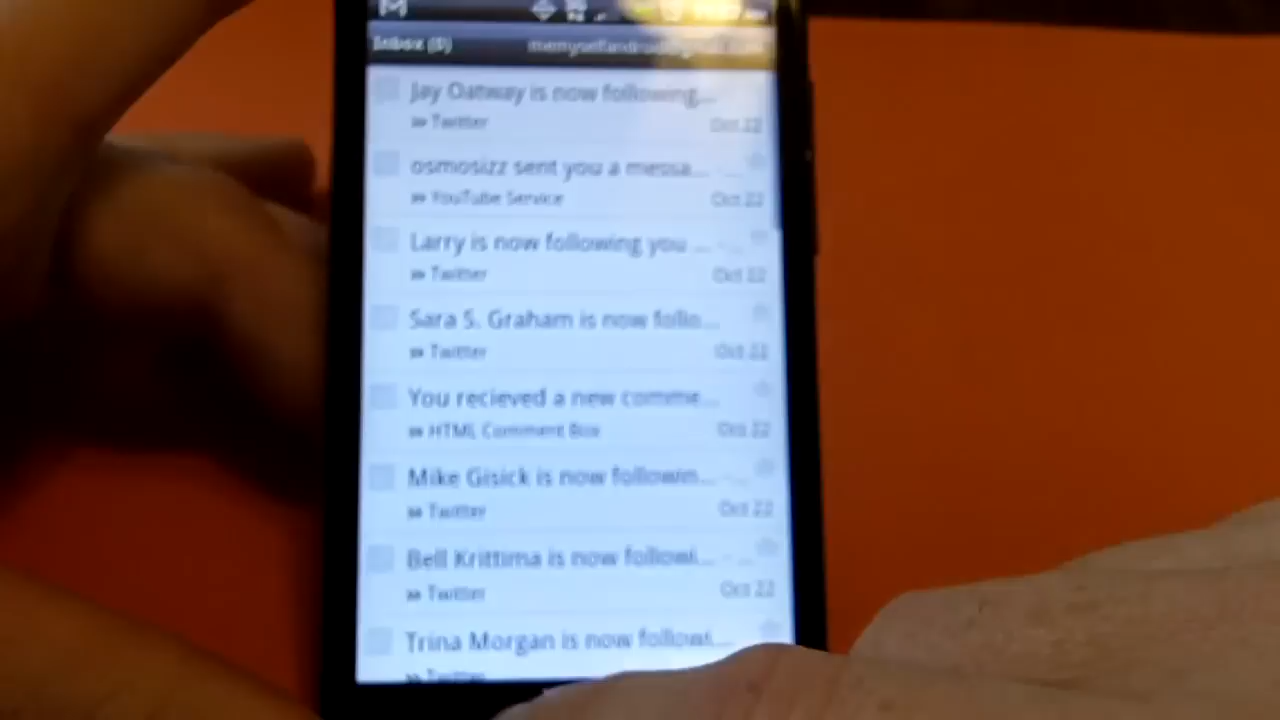 Inbox (5)
Jay Oatway is now following...
» Twitter
Oct 22
osmosizz sent you a messa...
» YouTube Service
Oct 22
Larry is now following you ...
» Twitter
Oct 22
Sara S. Graham is now follo...
» Twitter
Oct 22
You recieved a new comme...
» HTML Comment Box
Oct 22
Mike Gisick is now followin...
» Twitter
Oct 22
Bell Krittima is now followi...
» Twitter
Oct 22
Trina Morgan is now followi...
» Twitter